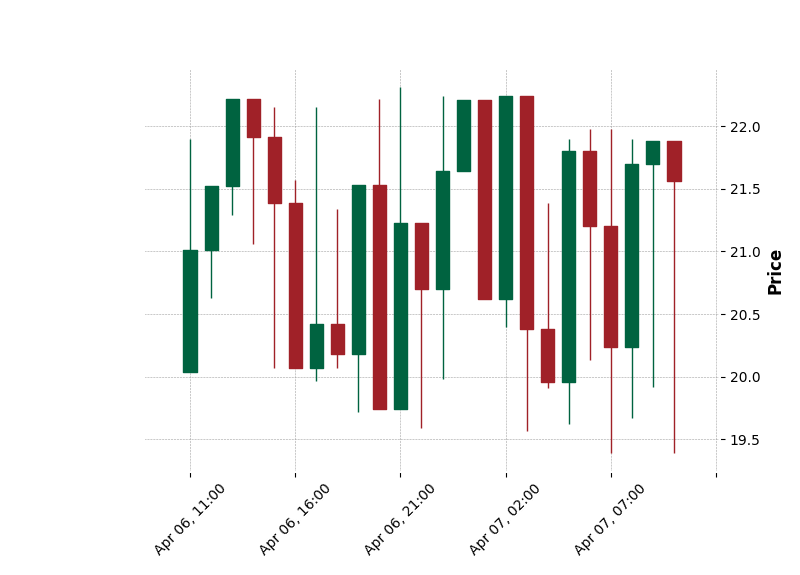 22.0
21.5
21.0
20.5
20.0
19.5
Price
Apr 06, 11:00
Apr 06, 16:00
Apr 06, 21:00
Apr 07, 02:00
Apr 07, 07:00